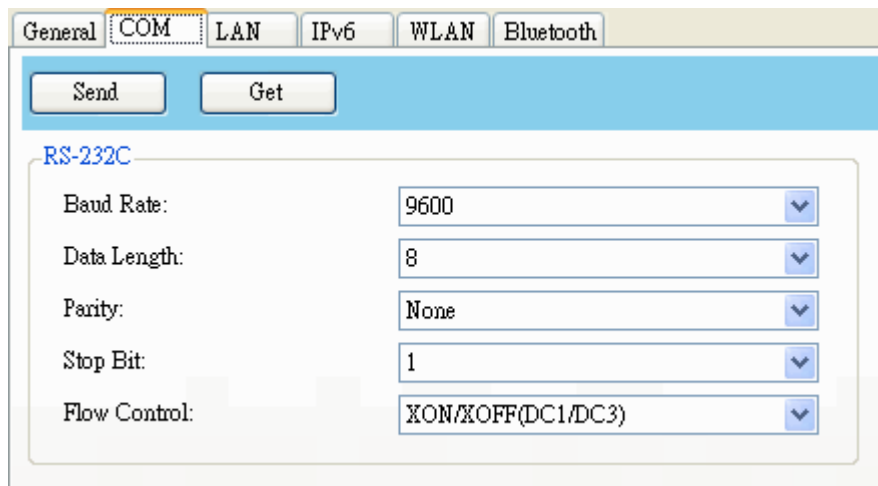 General COM LAN IPv6 WLAN Bluetooth
Send Get
RS-232C
Baud Rate: 9600
Data Length: 8
Parity: None
Stop Bit: 1
Flow Control: XON/XOFF(DC1/DC3)